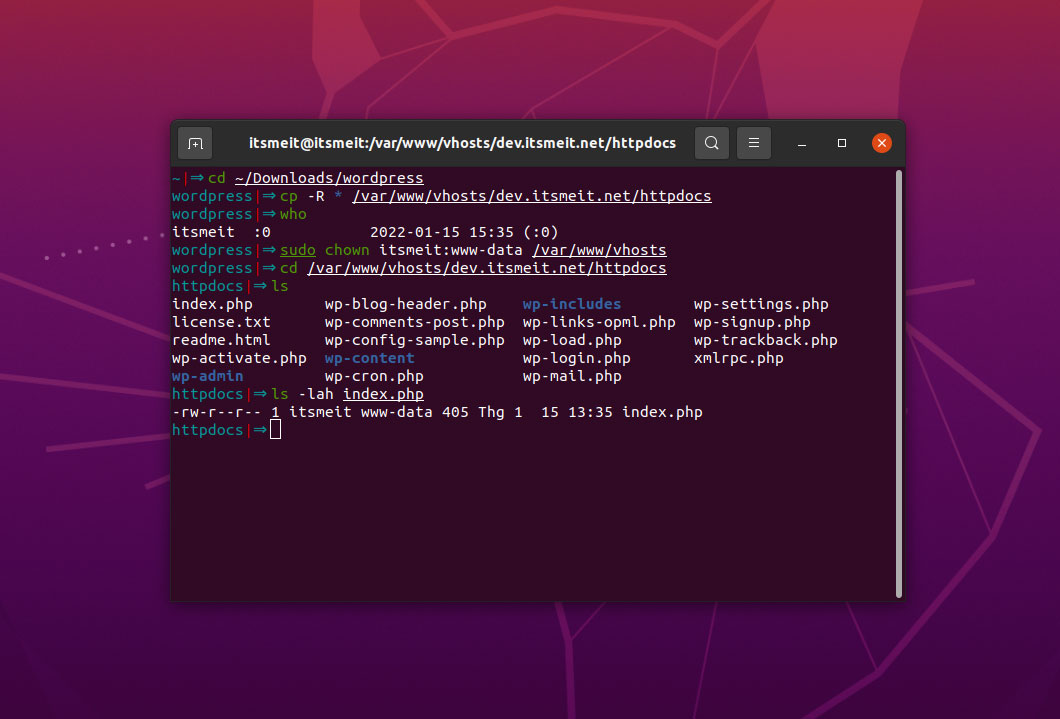 itsmeit@itsmeit:/var/www/vhosts/dev.itsmeit.net/httpdocs
~|⇒cd ~/Downloads/wordpress
wordpress|⇒cp -R * /var/www/vhosts/dev.itsmeit.net/httpdocs
wordpress|⇒who
itsmeit  :0           2022-01-15 15:35 (:0)
wordpress|⇒sudo chown itsmeit:www-data /var/www/vhosts
wordpress|⇒cd /var/www/vhosts/dev.itsmeit.net/httpdocs
httpdocs|⇒ls
index.php        wp-blog-header.php    wp-includes        wp-settings.php
license.txt      wp-comments-post.php  wp-links-opml.php  wp-signup.php
readme.html      wp-config-sample.php  wp-load.php        wp-trackback.php
wp-activate.php  wp-content            wp-login.php       xmlrpc.php
wp-admin         wp-cron.php           wp-mail.php
httpdocs|⇒ls -lah index.php
-rw-r--r-- 1 itsmeit www-data 405 Thg 1  15 13:35 index.php
httpdocs|⇒